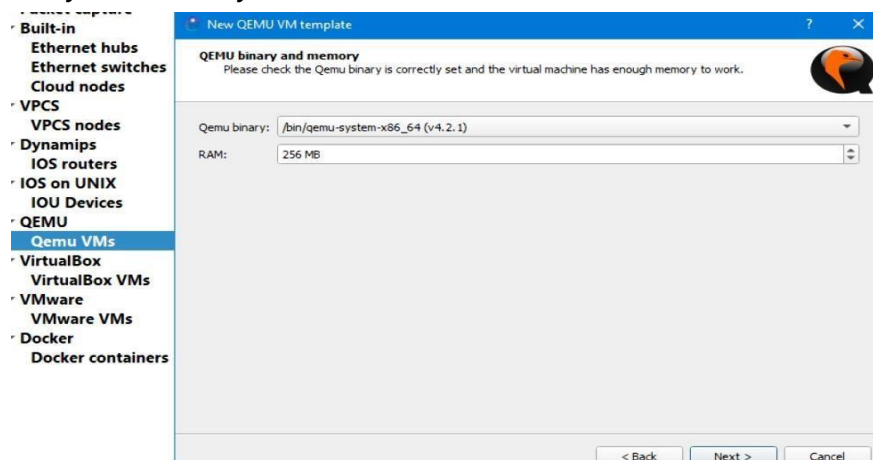 Packet capture
Built-in
Ethernet hubs
Ethernet switches
Cloud nodes
VPCS
VPCS nodes
Dynamips
IOS routers
IOS on UNIX
IOU Devices
QEMU
Qemu VMs
VirtualBox
VirtualBox VMs
VMware
VMware VMs
Docker
Docker containers
New QEMU VM template
QEMU binary and memory
Please check the Qemu binary is correctly set and the virtual machine has enough memory to work.
Qemu binary: /bin/qemu-system-x86_64 (v4.2.1)
RAM: 256 MB
< Back Next > Cancel